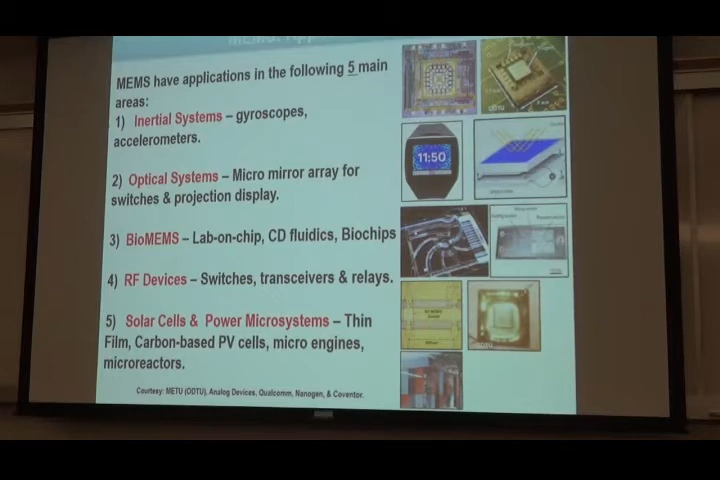 MEMS have applications in the following 5 main
areas:
1) Inertial Systems – gyroscopes,
accelerometers.
2) Optical Systems – Micro mirror array for
switches & projection display.
3) BioMEMS – Lab-on-chip, CD fluidics, Biochips
4) RF Devices – Switches, transceivers & relays.
5) Solar Cells & Power Microsystems – Thin
Film, Carbon-based PV cells, micro engines,
microreactors.
Courtesy: METU (ODTU), Analog Devices, Qualcomm, Nanogen, & Coventor.
11:50